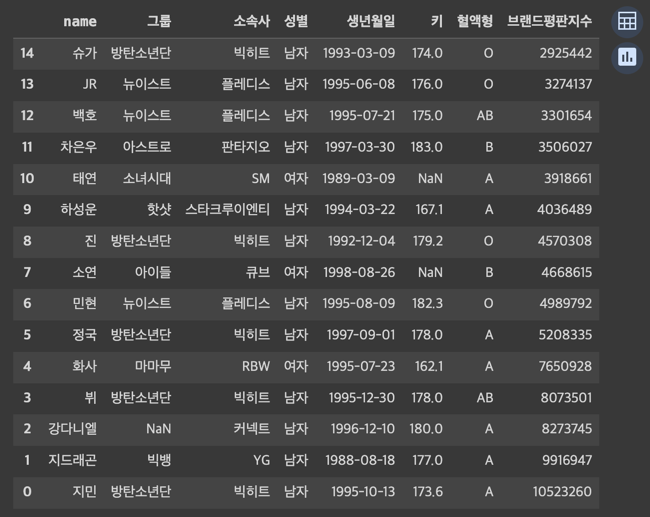 name 그룹 소속사 성별 생년월일 키 혈액형 브랜드평판지수
14 슈가 방탄소년단 빅히트 남자 1993-03-09 174.0 O 2925442
13 JR 뉴이스트 플레디스 남자 1995-06-08 176.0 O 3274137
12 백호 뉴이스트 플레디스 남자 1995-07-21 175.0 AB 3301654
11 차은우 아스트로 판타지오 남자 1997-03-30 183.0 B 3506027
10 태연 소녀시대 SM 여자 1989-03-09 NaN A 3918661
9 하성운 핫샷 스타크루이엔티 남자 1994-03-22 167.1 A 4036489
8 진 방탄소년단 빅히트 남자 1992-12-04 179.2 O 4570308
7 소연 아이들 큐브 여자 1998-08-26 NaN B 4668615
6 민현 뉴이스트 플레디스 남자 1995-08-09 182.3 O 4989792
5 정국 방탄소년단 빅히트 남자 1997-09-01 178.0 A 5208335
4 화사 마마무 RBW 여자 1995-07-23 162.1 A 7650928
3 뷔 방탄소년단 빅히트 남자 1995-12-30 178.0 AB 8073501
2 강다니엘 NaN 커넥트 남자 1996-12-10 180.0 A 8273745
1 지드래곤 빅뱅 YG 남자 1988-08-18 177.0 A 9916947
0 지민 방탄소년단 빅히트 남자 1995-10-13 173.6 A 10523260